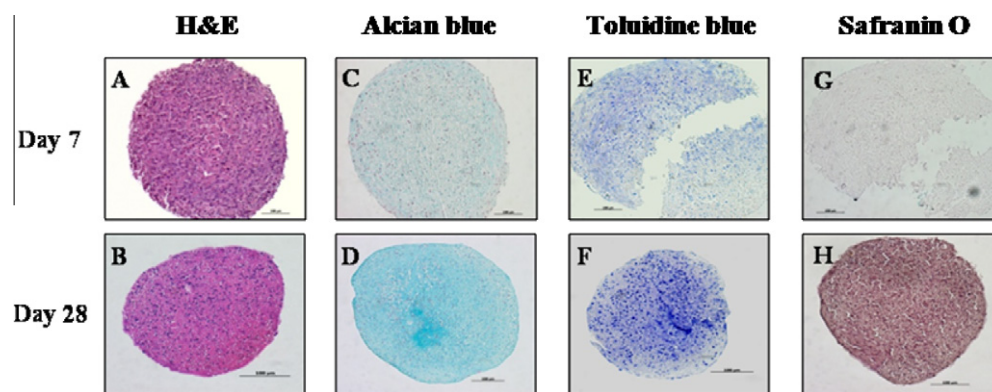 H&E Alcian blue Toluidine blue Safranin O
Day 7
A C E G
Day 28
B D F H